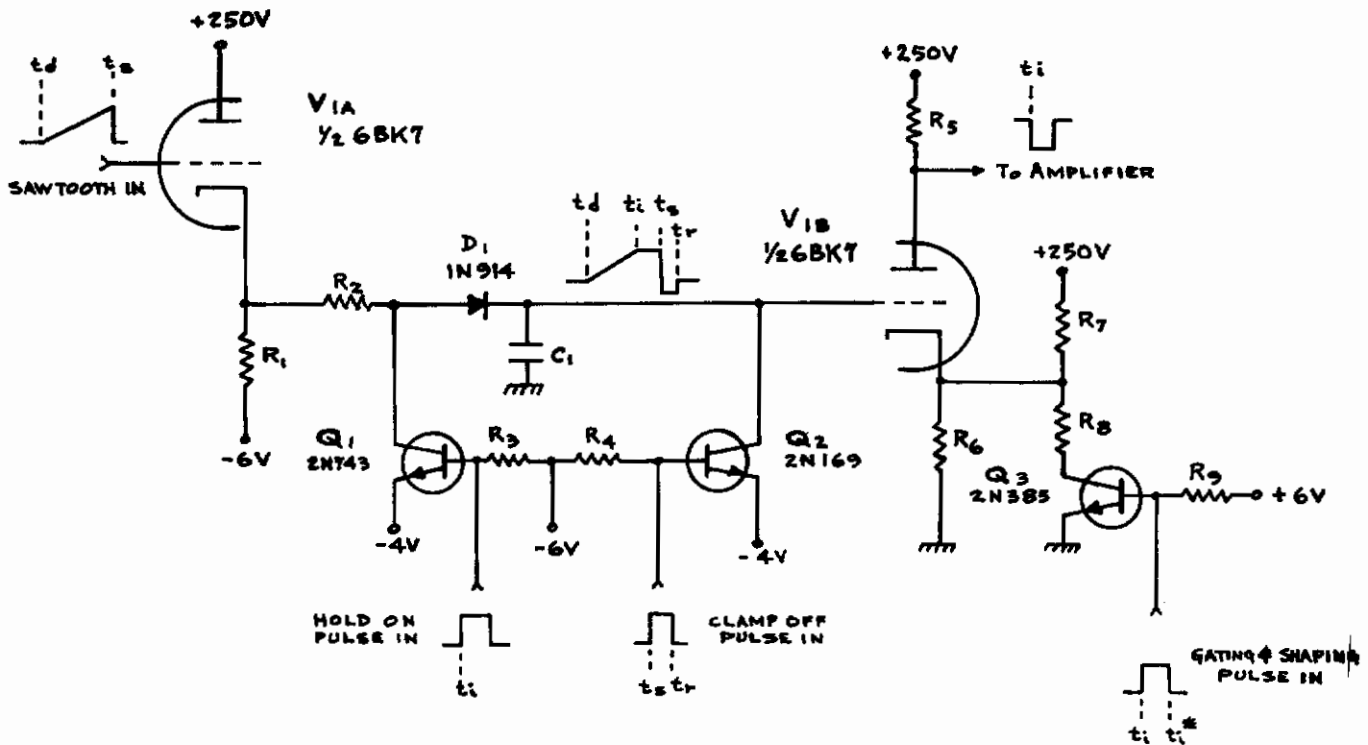 +250V
td
ts
V1A
1/2 6BK7
SAWTOOTH IN
R1
-6V
R2
D1
1N914
C1
td
ti
ts
tr
V1B
1/2 6BK7
+250V
R5
ti
TO AMPLIFIER
+250V
R7
R6
R8
Q1
2N743
-4V
R3
-6V
R4
Q2
2N169
-4V
Q3
2N385
R9
+6V
HOLD ON
PULSE IN
ti
CLAMP OFF
PULSE IN
ts
tr
GATING & SHAPING
PULSE IN
ti
ti*